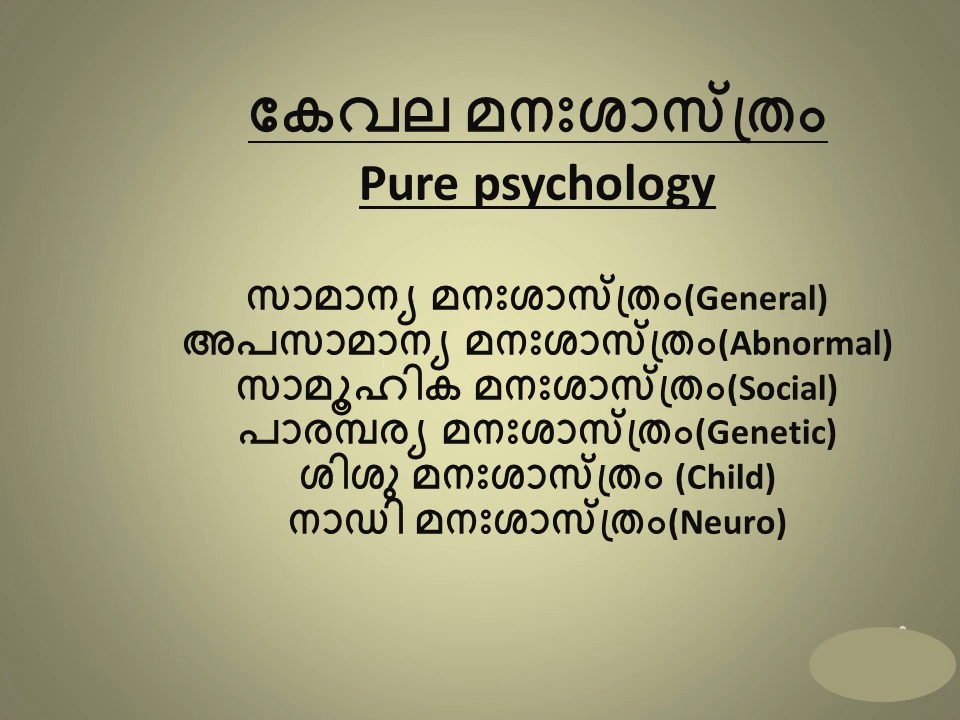 കേവല മനഃശാസ്ത്രം
Pure psychology
സാമാന്യ മനഃശാസ്ത്രം(General)
അപസാമാന്യ മനഃശാസ്ത്രം(Abnormal)
സാമൂഹിക മനഃശാസ്ത്രം(Social)
പാരമ്പര്യ മനഃശാസ്ത്രം(Genetic)
ശിശു മനഃശാസ്ത്രം (Child)
നാഡി മനഃശാസ്ത്രം(Neuro)